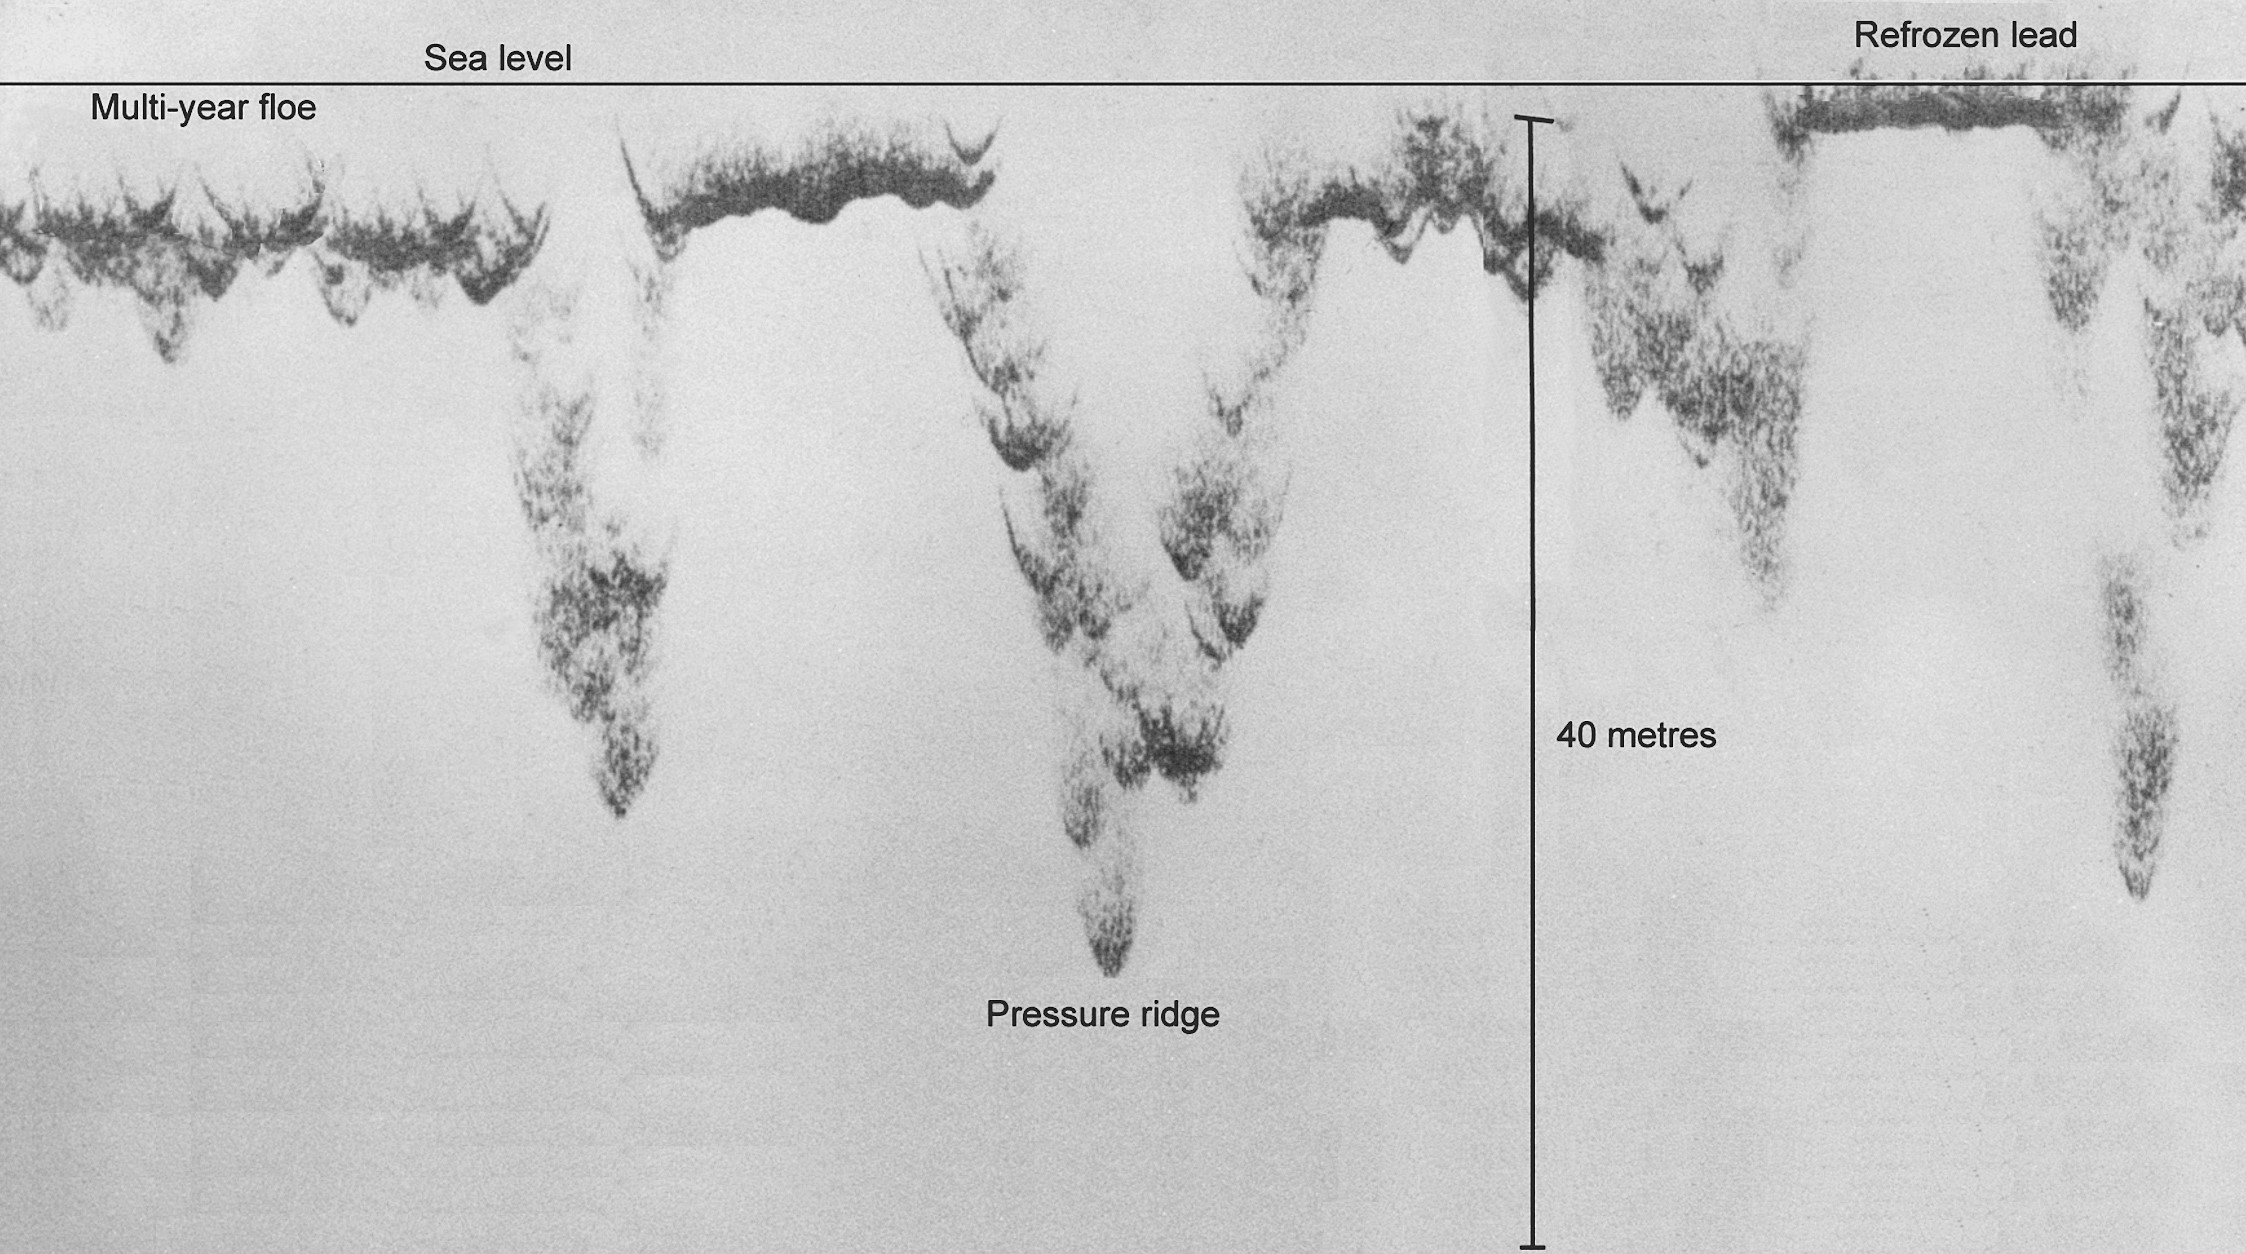 Refrozen lead
Sea level
Multi-year floe
40 metres
Pressure ridge